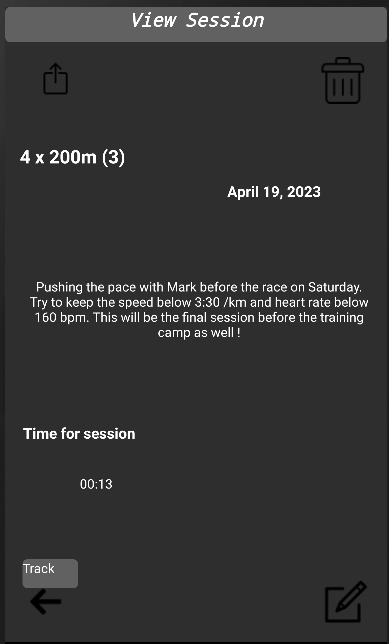 View Session
4 x 200m (3)
April 19, 2023
Pushing the pace with Mark before the race on Saturday.
Try to keep the speed below 3:30 /km and heart rate below
160 bpm. This will be the final session before the training
camp as well !
Time for session
00:13
Track